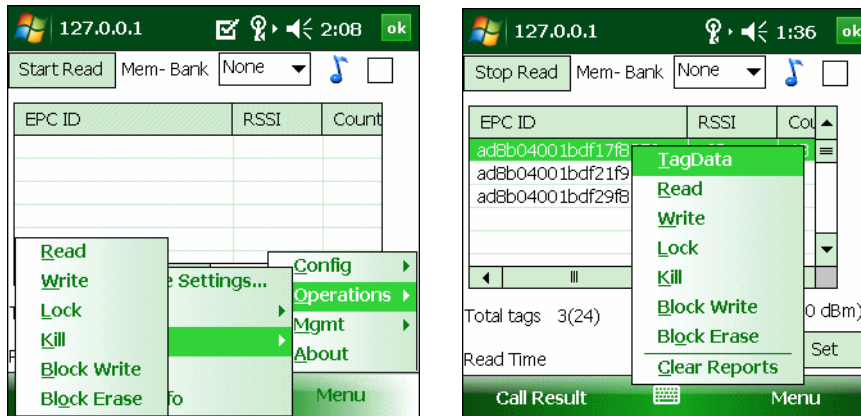 127.0.0.1 2:08 ok
Start Read Mem- Bank None
EPC ID RSSI Count
Read
Write
Lock
Kill
Block Write
Block Erase
Settings...
Config
Operations
Mgmt
About
Menu
127.0.0.1 1:36 ok
Stop Read Mem- Bank None
EPC ID RSSI
ad8b04001bdf17f8
ad8b04001bdf21f9
ad8b04001bdf29f8
TagData
Read
Write
Lock
Kill
Block Write
Block Erase
Clear Reports
Total tags 3(24) 0 dBm)
Read Time Set
Call Result Menu